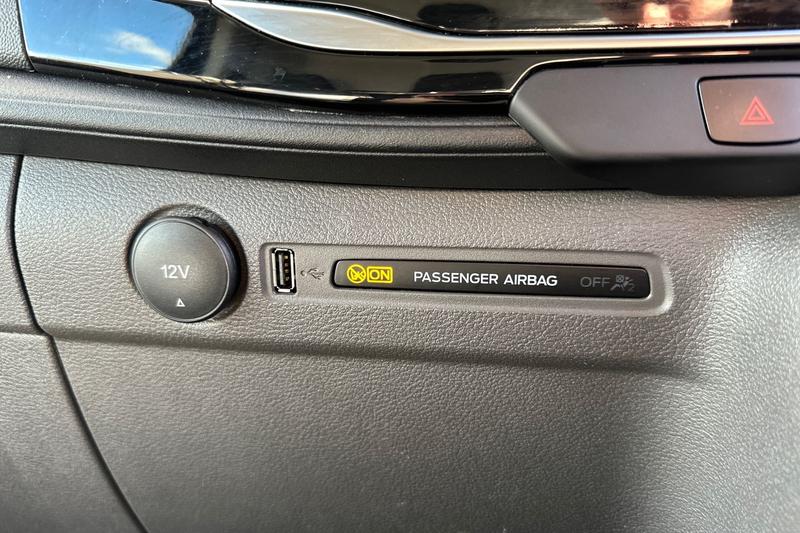 12V
ON PASSENGER AIRBAG OFF